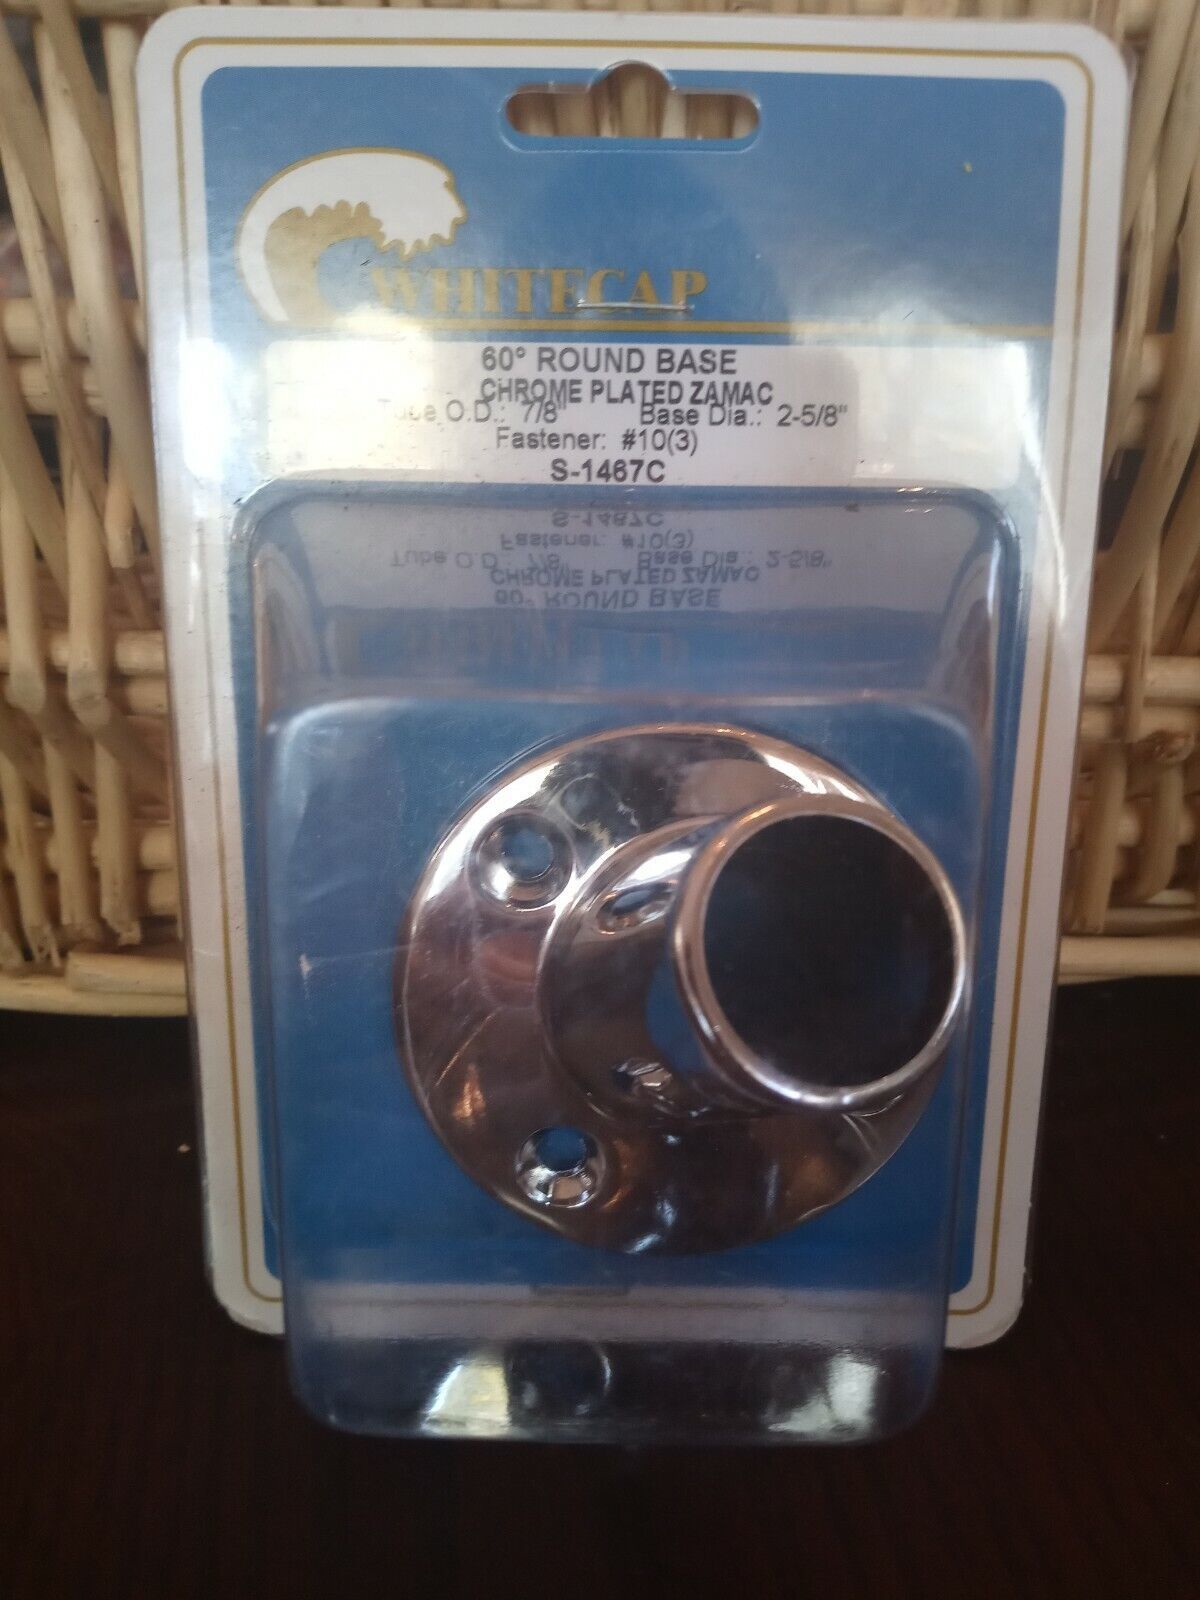 WHITECAP
60° ROUND BASE
CHROME PLATED ZAMAC
Tube O.D.: 7/8" Base Dia.: 2-5/8"
Fastener: #10(3)
S-1467C